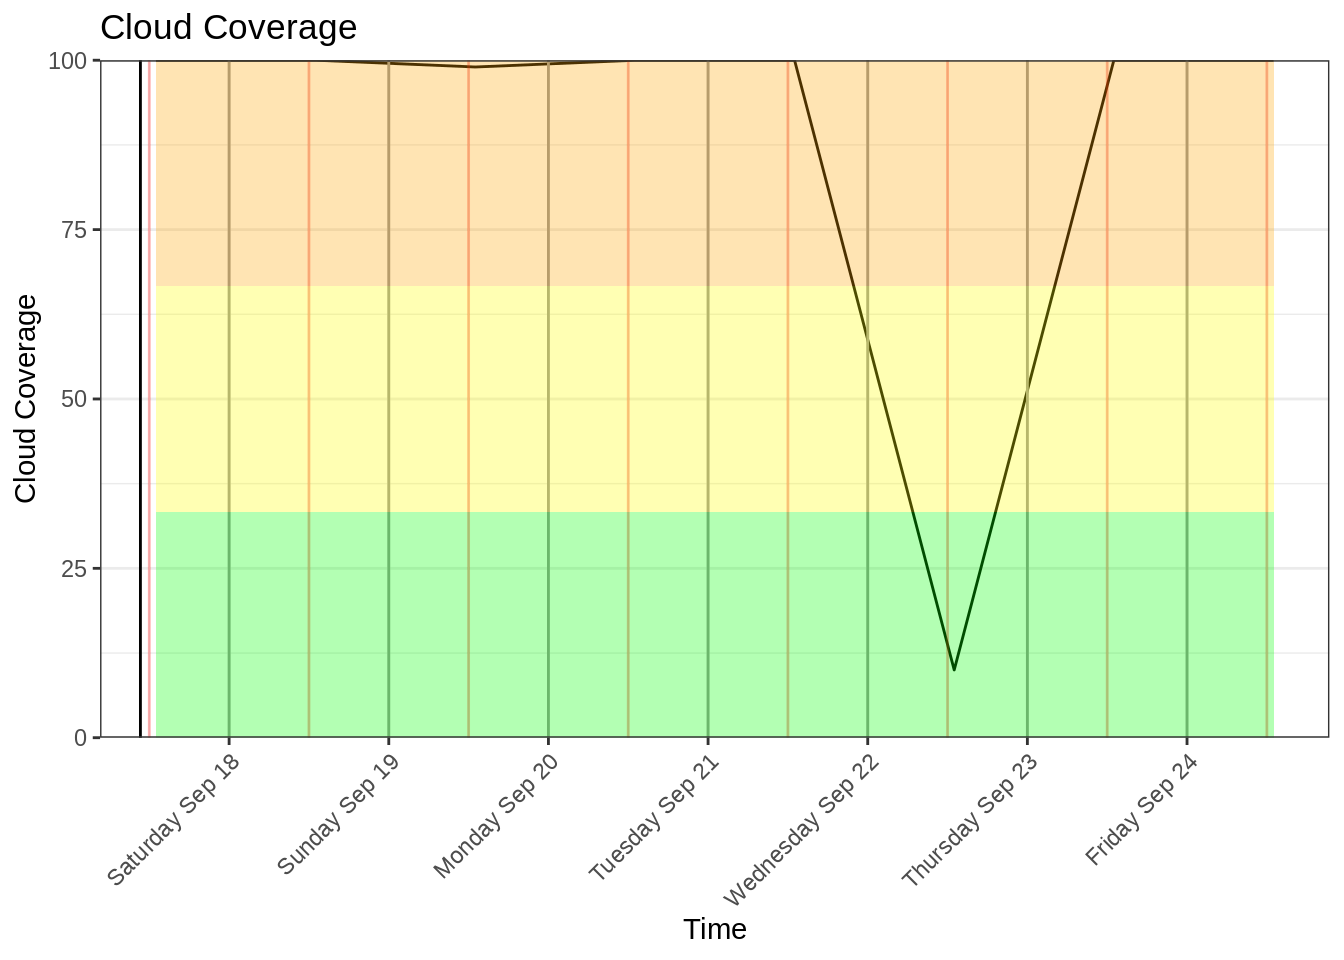 Cloud Coverage
100
75
50
25
0
Cloud Coverage
Saturday Sep 18
Sunday Sep 19
Monday Sep 20
Tuesday Sep 21
Wednesday Sep 22
Thursday Sep 23
Friday Sep 24
Time